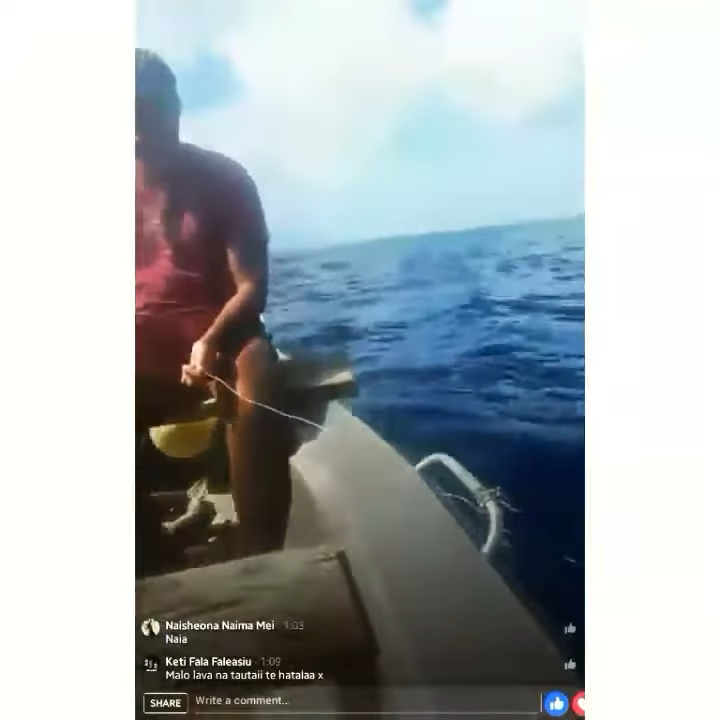 Naisheona Naima Mei · 1:03
Naia
Keti Fala Faleasiu · 1:09
Malo lava na tautaii te hatalaa x
SHARE Write a comment...